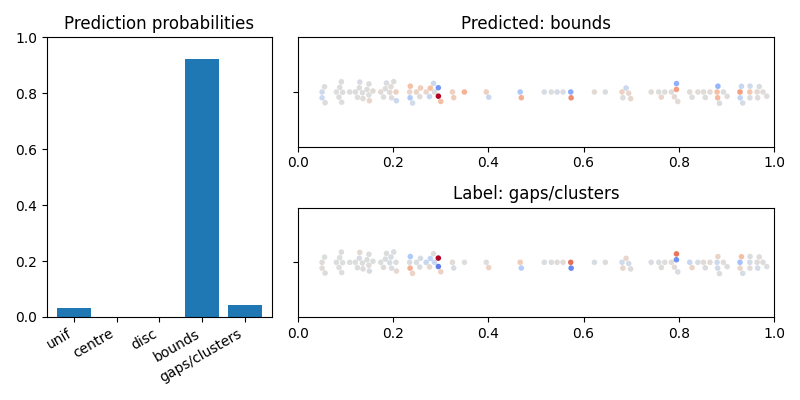 Prediction probabilities
1.0
0.8
0.6
0.4
0.2
0.0
unif
centre
disc
bounds
gaps/clusters
Predicted: bounds
0.0 0.2 0.4 0.6 0.8 1.0
Label: gaps/clusters
0.0 0.2 0.4 0.6 0.8 1.0